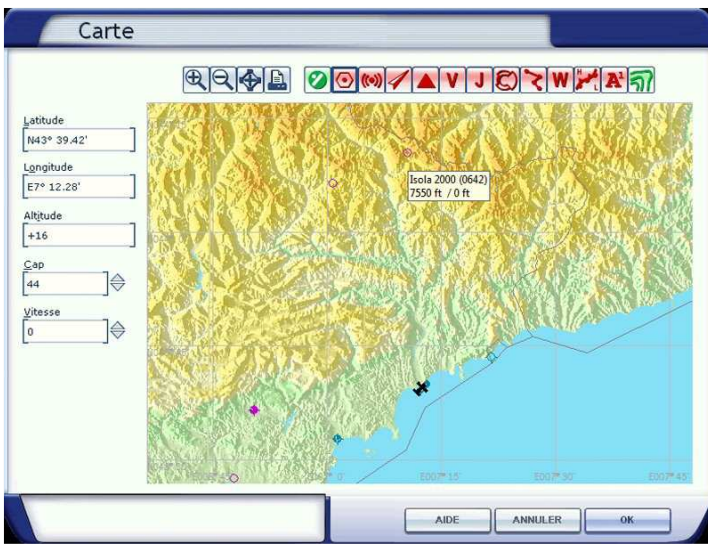 Carte
Latitude
N43° 39.42'
Longitude
E7° 12.28'
Altitude
+16
Cap
44
Vitesse
0
V J W H L A¹
Isola 2000 (0642)
7550 ft / 0 ft
E007° 15' E007° 30' E007° 45'
AIDE ANNULER OK